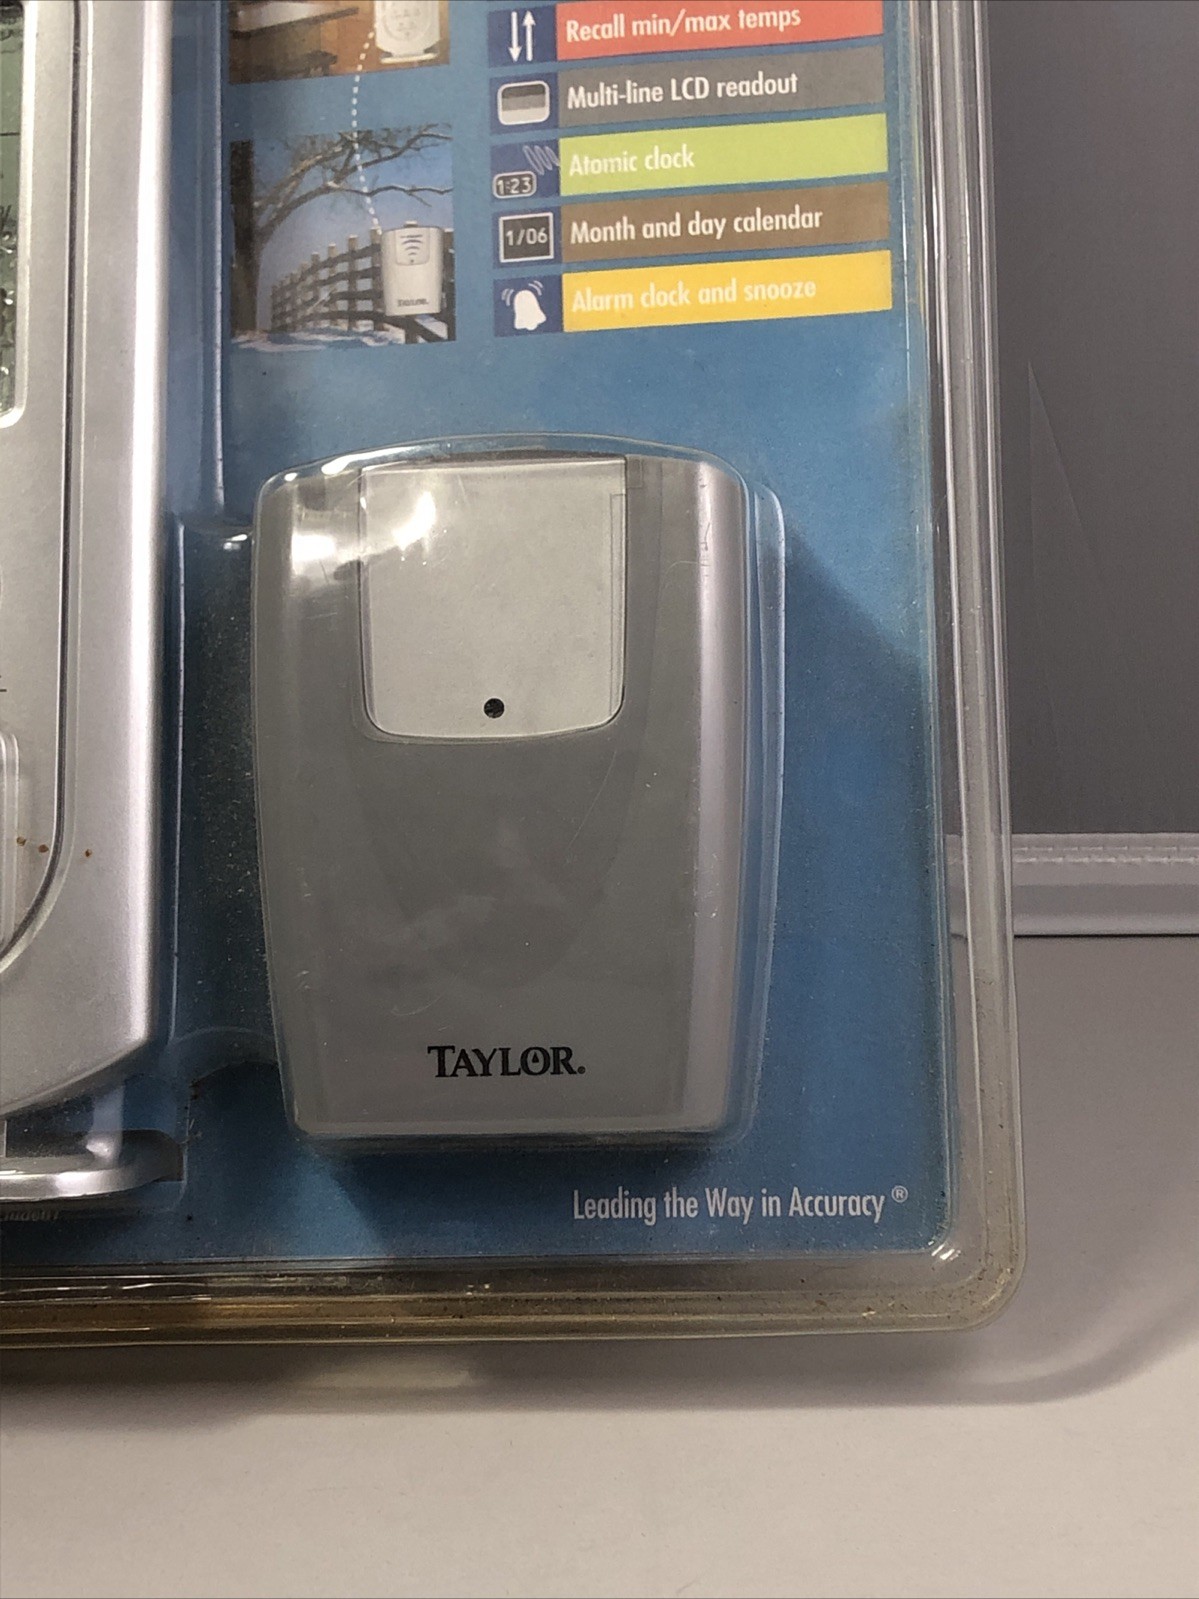 Recall min/max temps
Multi-line LCD readout
1:23
Atomic clock
1/06
Month and day calendar
Alarm clock and snooze
TAYLOR.
TAYLOR®
Leading the Way in Accuracy®